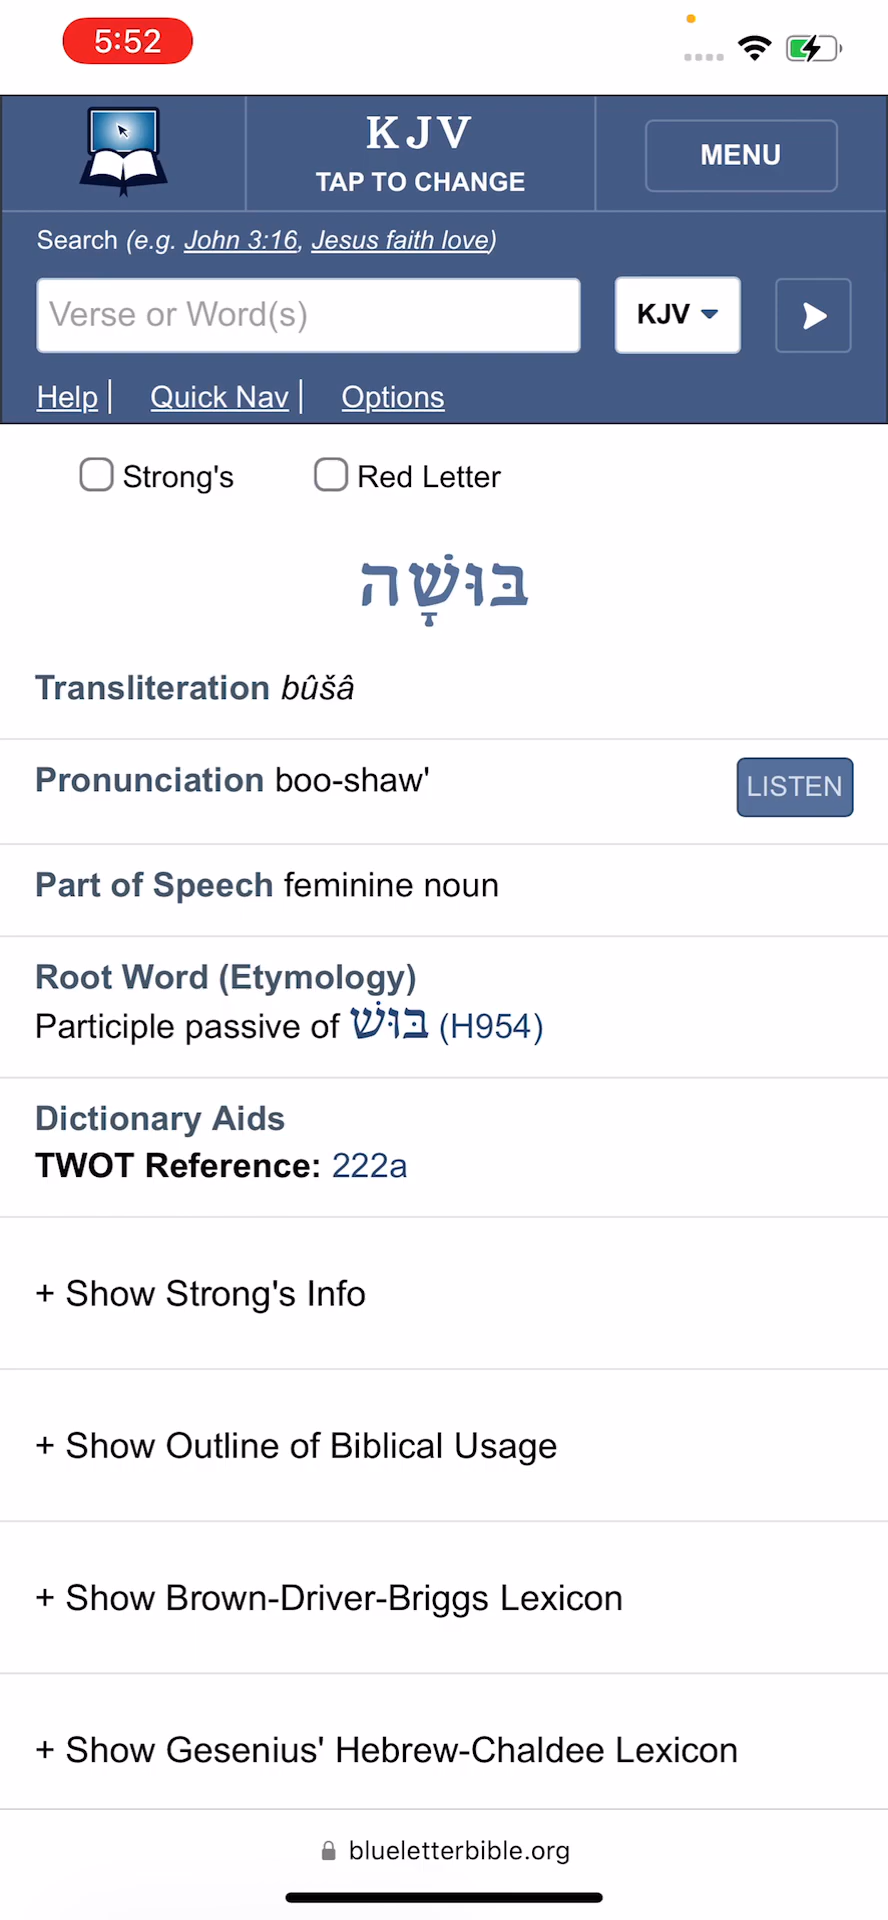 5:52
KJV
TAP TO CHANGE
MENU
Search (e.g. John 3:16, Jesus faith love)
Verse or Word(s)
KJV
Help | Quick Nav | Options
Strong's
Red Letter
בּוּשָׁה
Transliteration bûšâ
Pronunciation boo-shaw'
LISTEN
Part of Speech feminine noun
Root Word (Etymology)
Participle passive of בּוּשׁ (H954)
Dictionary Aids
TWOT Reference: 222a
+ Show Strong's Info
+ Show Outline of Biblical Usage
+ Show Brown-Driver-Briggs Lexicon
+ Show Gesenius' Hebrew-Chaldee Lexicon
blueletterbible.org